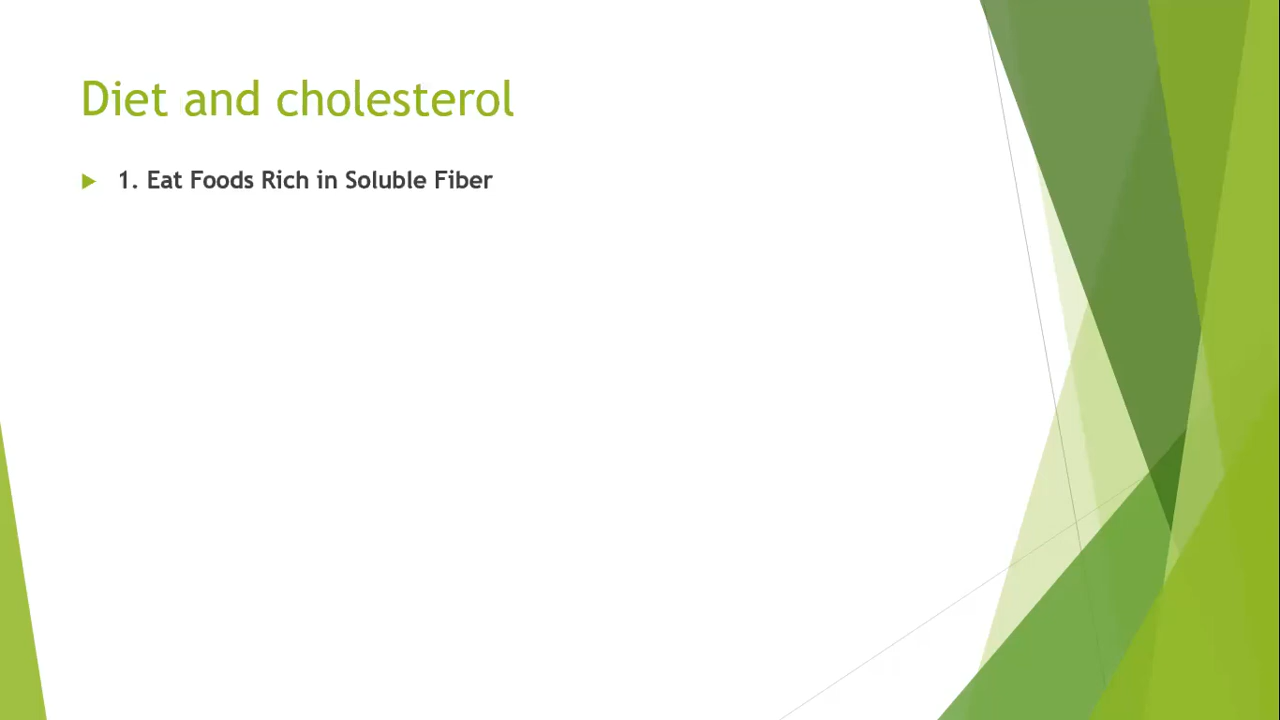 Diet and cholesterol
1. Eat Foods Rich in Soluble Fiber